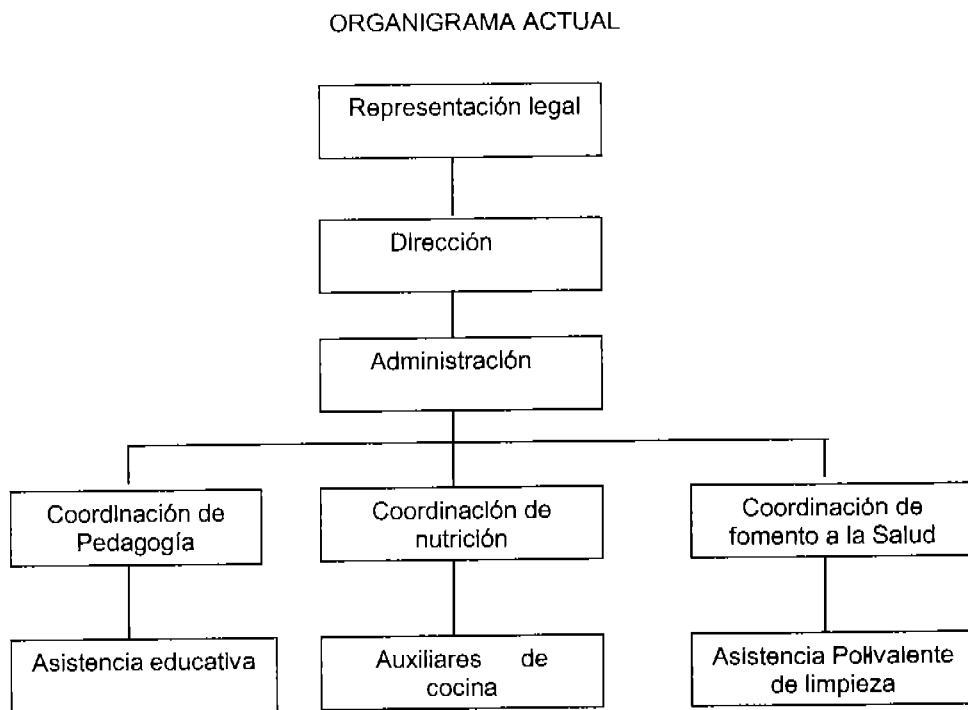 ORGANIGRAMA ACTUAL
Representación legal
Dirección
Administración
Coordinación de
Pedagogía
Coordinación de
nutrición
Coordinación de
fomento a la Salud
Asistencia educativa
Auxiliares de
cocina
Asistencia Polivalente
de limpieza